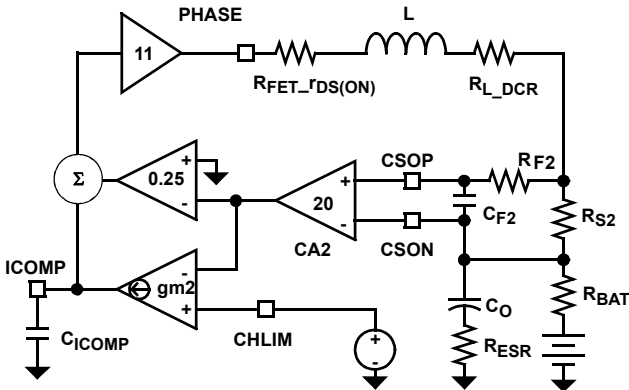 PHASE
L
11
RFET_rDS(ON)
RL_DCR
Σ
0.25
+
-
20
+
-
CA2
CSOP
CSON
RF2
CF2
RS2
ICOMP
gm2
-
+
CICOMP
CHLIM
+
-
CO
RESR
RBAT